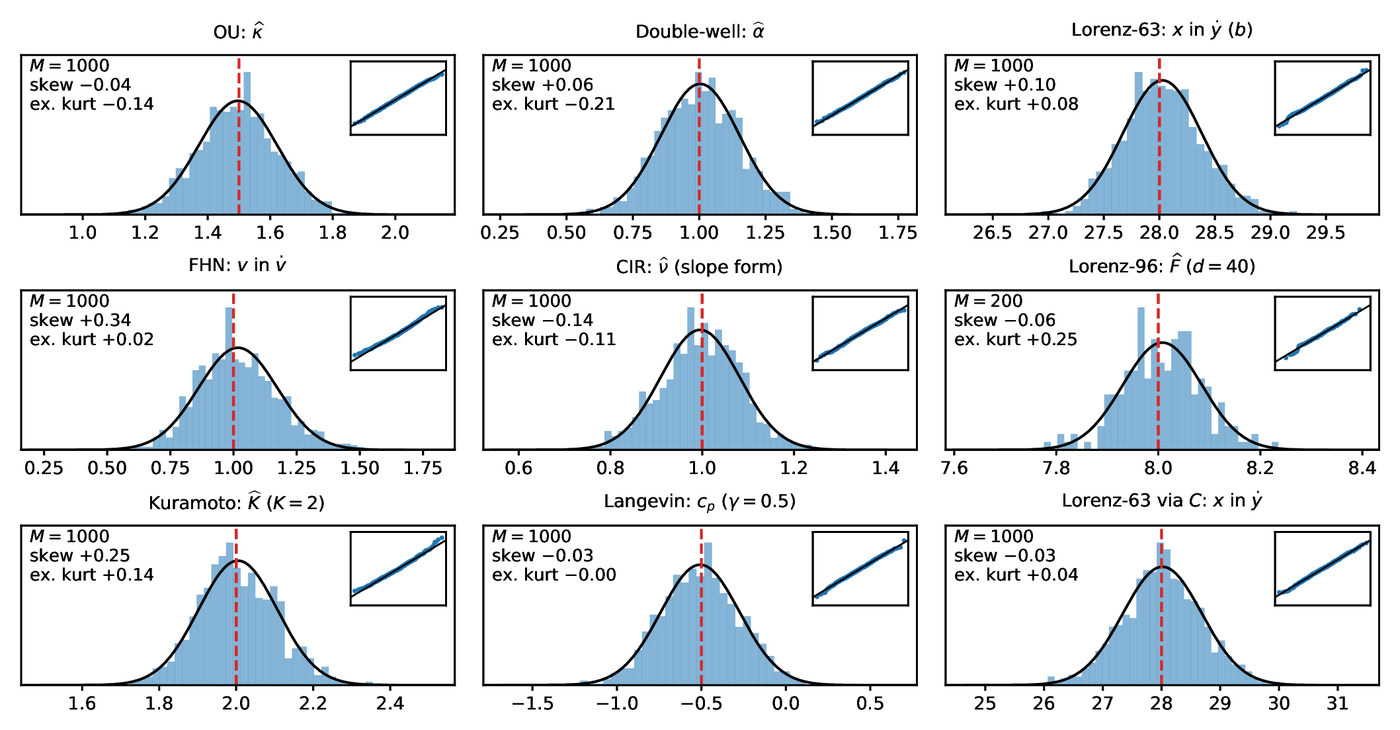 OU: κ̂
M = 1000
skew −0.04
ex. kurt −0.14
1.0 1.2 1.4 1.6 1.8 2.0
Double-well: α̂
M = 1000
skew +0.06
ex. kurt −0.21
0.25 0.50 0.75 1.00 1.25 1.50 1.75
Lorenz-63: x in ẏ (b)
M = 1000
skew +0.10
ex. kurt +0.08
26.5 27.0 27.5 28.0 28.5 29.0 29.5
FHN: v in v̇
M = 1000
skew +0.34
ex. kurt +0.02
0.25 0.50 0.75 1.00 1.25 1.50 1.75
CIR: ν̂ (slope form)
M = 1000
skew −0.14
ex. kurt −0.11
0.6 0.8 1.0 1.2 1.4
Lorenz-96: F̂ (d = 40)
M = 200
skew −0.06
ex. kurt +0.25
7.6 7.8 8.0 8.2 8.4
Kuramoto: K̂ (K = 2)
M = 1000
skew +0.25
ex. kurt +0.14
1.6 1.8 2.0 2.2 2.4
Langevin: cₚ (γ = 0.5)
M = 1000
skew −0.03
ex. kurt −0.00
−1.5 −1.0 −0.5 0.0 0.5
Lorenz-63 via C: x in ẏ
M = 1000
skew −0.03
ex. kurt +0.04
25 26 27 28 29 30 31